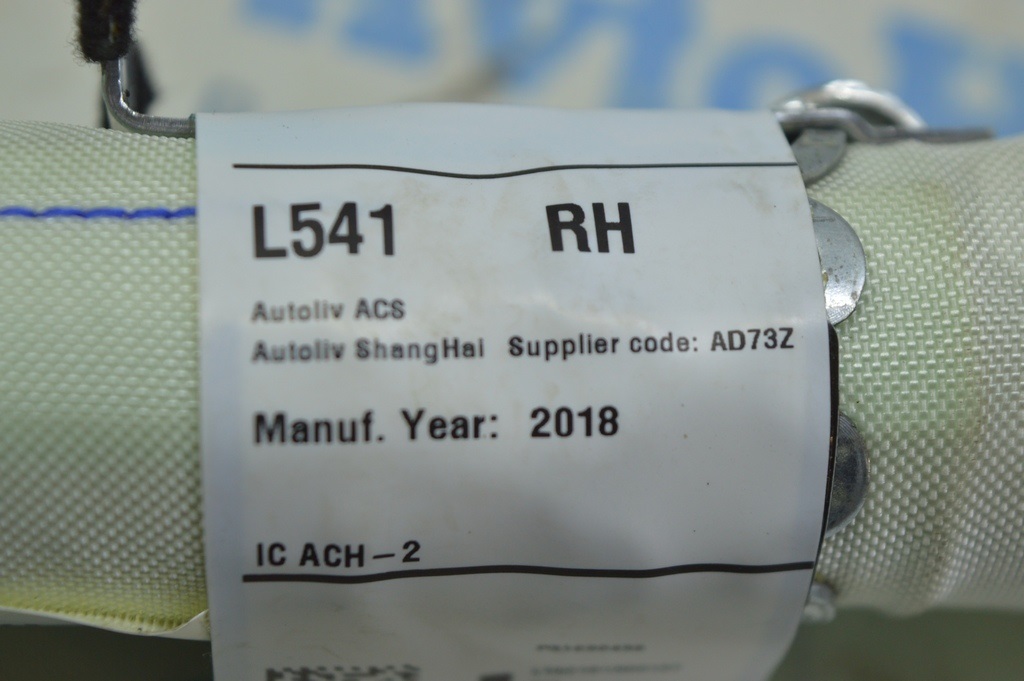 L541 RH
Autoliv ACS
Autoliv ShangHai Supplier code: AD73Z
Manuf. Year: 2018
IC ACH-2